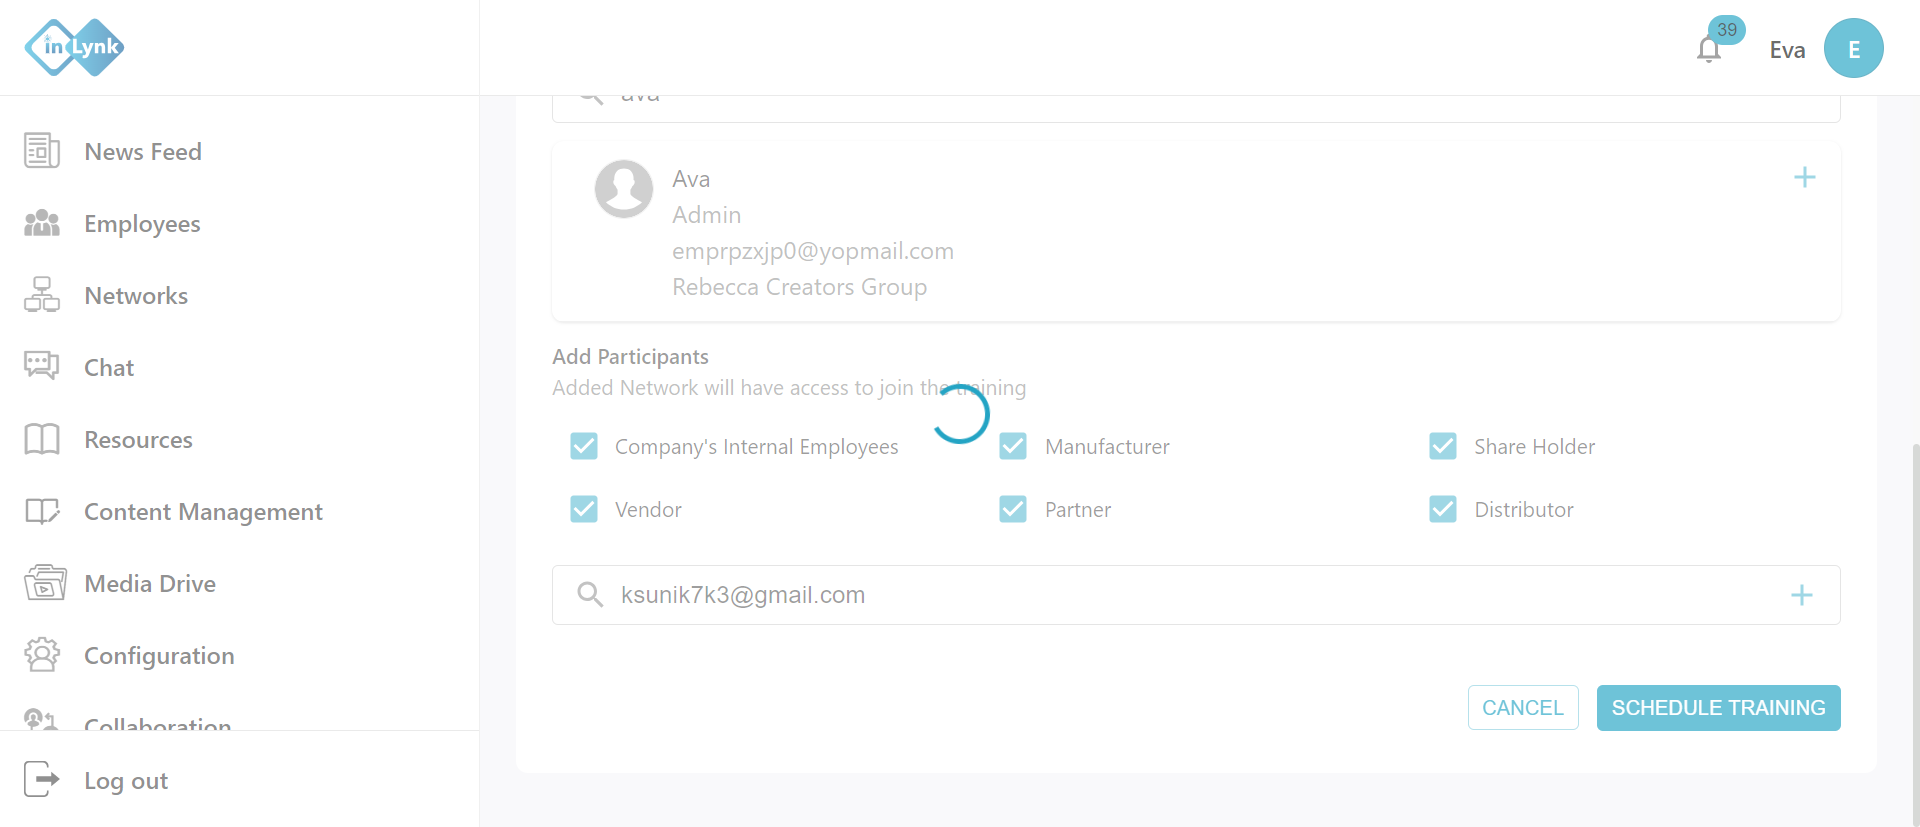 in Lynk
39
Eva
E
News Feed
Employees
Networks
Chat
Resources
Content Management
Media Drive
Configuration
Collaboration
Log out
ava
Ava
Admin
emprpzxjp0@yopmail.com
Rebecca Creators Group
Add Participants
Added Network will have access to join the training
Company's Internal Employees
Manufacturer
Share Holder
Vendor
Partner
Distributor
ksunik7k3@gmail.com
CANCEL
SCHEDULE TRAINING